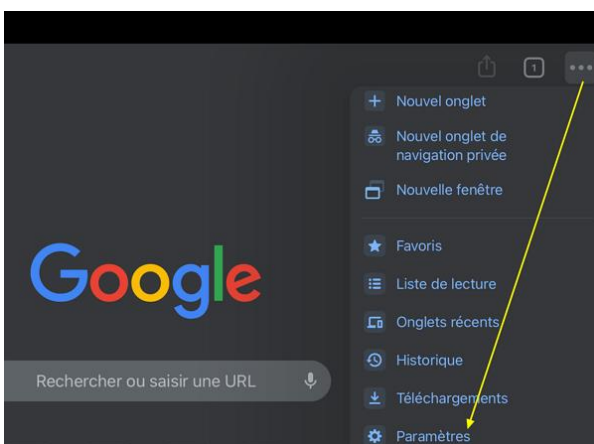 1
Nouvel onglet
Nouvel onglet de
navigation privée
Nouvelle fenêtre
Favoris
Google
Liste de lecture
Onglets récents
Historique
Rechercher ou saisir une URL
Téléchargements
Paramètres